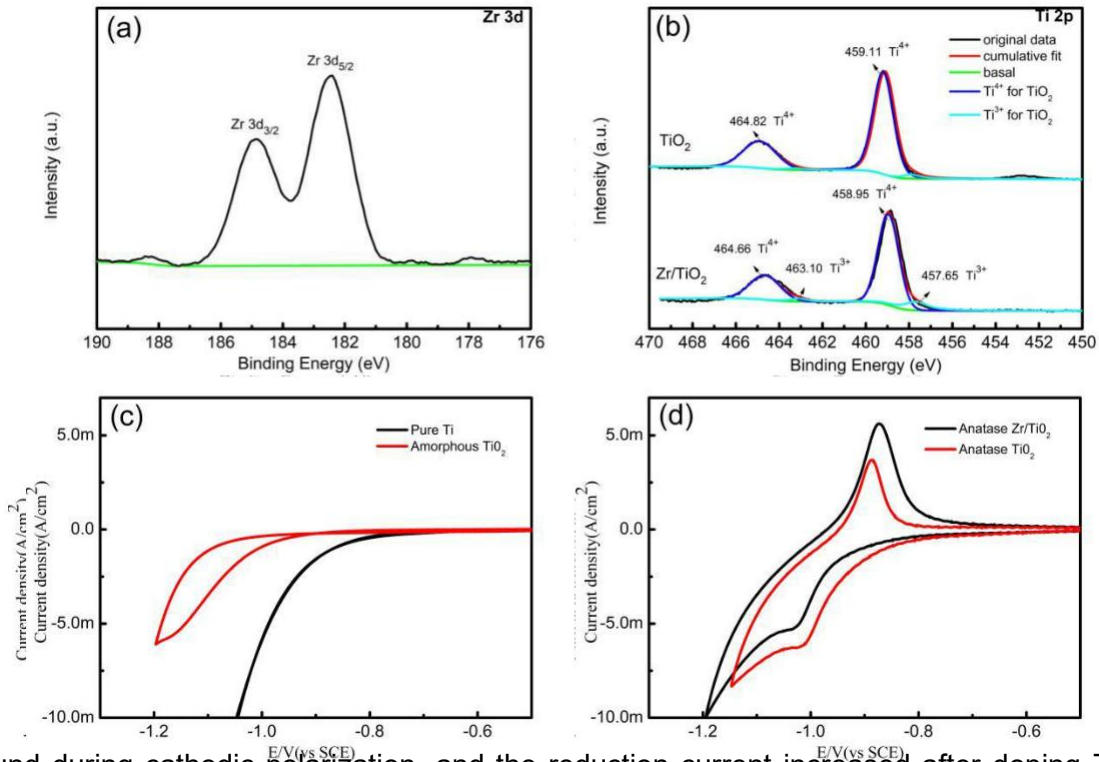 (a)
Zr 3d
Zr 3d5/2
Zr 3d3/2
Intensity (a.u.)
190 188 186 184 182 180 178 176
Binding Energy (eV)
(b)
Ti 2p
original data
cumulative fit
basal
Ti4+ for TiO2
Ti3+ for TiO2
459.11 Ti4+
464.82 Ti4+
TiO2
458.95 Ti4+
464.66 Ti4+
463.10 Ti3+
457.65 Ti3+
Zr/TiO2
Intensity (a.u.)
470 468 466 464 462 460 458 456 454 452 450
Binding Energy (eV)
(c)
Pure Ti
Amorphous Ti02
5.0m
0.0
-5.0m
-10.0m
Current density(A/cm2)
Current density(A/cm2)
-1.2 -1.0 -0.8 -0.6
E/V(vs SCE)
(d)
Anatase Zr/Ti02
Anatase TiO2
5.0m
0.0
-5.0m
-10.0m
Current density(A/cm2)
-1.2 -1.0 -0.8 -0.6
E/V(vs SCE)
during cathodic polarization, and the reduction current increased after doping